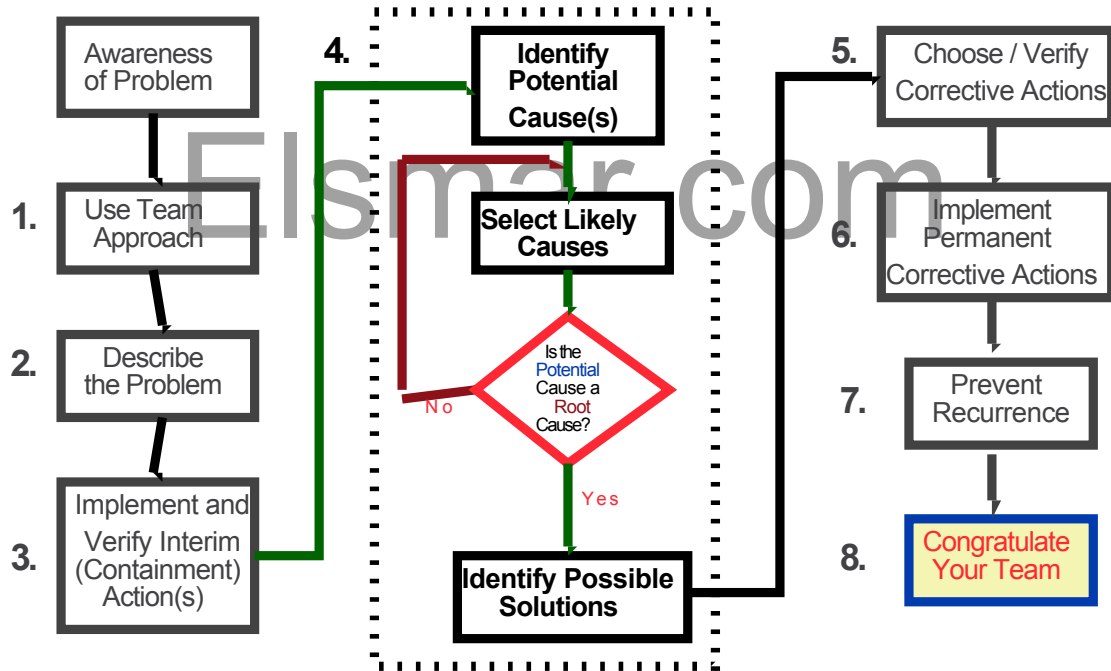 Awareness
of Problem
1.
Use Team
Approach
2.
Describe
the Problem
3.
Implement and
Verify Interim
(Containment)
Action(s)
4.
Identify
Potential
Cause(s)
Select Likely
Causes
Is the
Potential
Cause a
Root
Cause?
No
Yes
Identify Possible
Solutions
5.
Choose / Verify
Corrective Actions
6.
Implement
Permanent
Corrective Actions
7.
Prevent
Recurrence
8.
Congratulate
Your Team
Elsmar.com